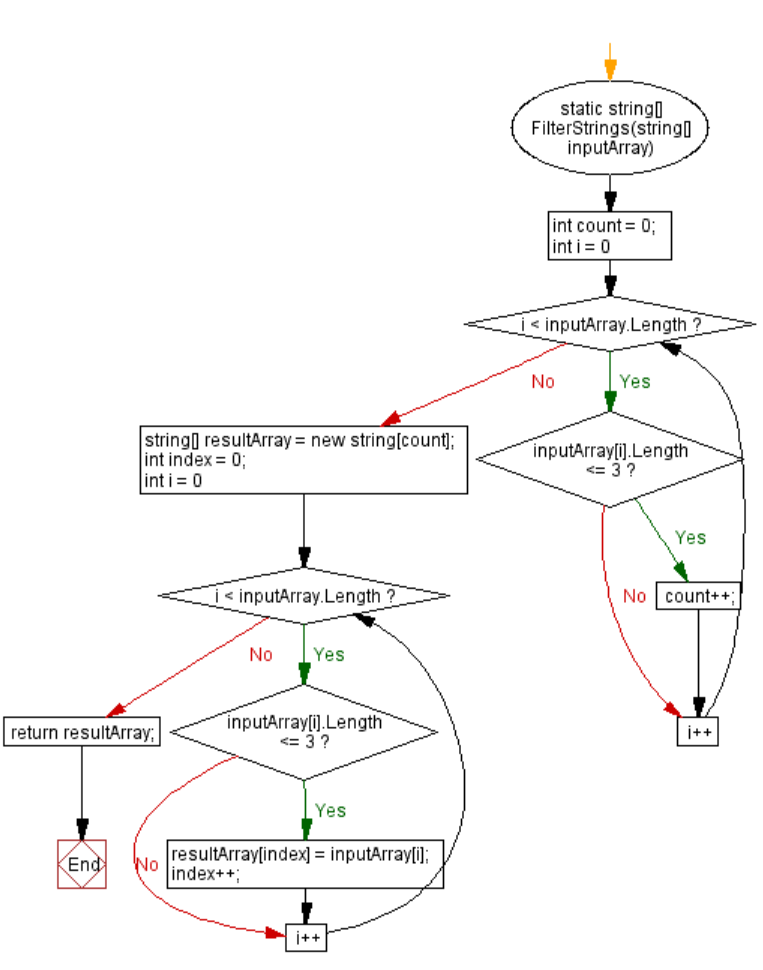 static string[]
FilterStrings(string[]
inputArray)
int count = 0;
int i = 0
i < inputArray.Length ?
No
Yes
inputArray[i].Length
<= 3 ?
Yes
No
count++;
i++
string[] resultArray = new string[count];
int index = 0;
int i = 0
i < inputArray.Length ?
No
Yes
return resultArray;
inputArray[i].Length
<= 3 ?
Yes
End
No
resultArray[index] = inputArray[i];
index++;
i++